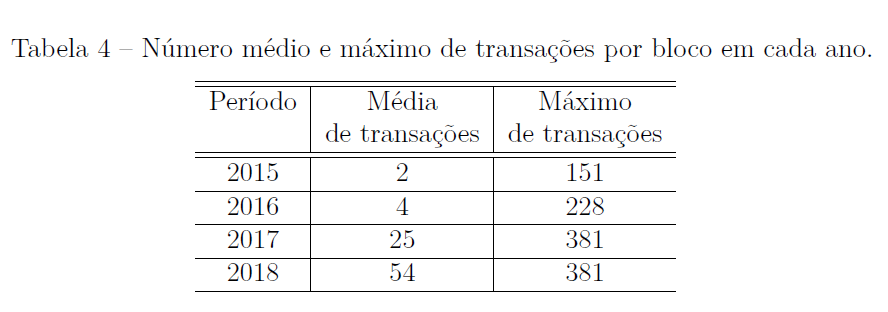 Tabela 4 – Número médio e máximo de transações por bloco em cada ano.
Período Média Máximo
de transações de transações
2015 2 151
2016 4 228
2017 25 381
2018 54 381